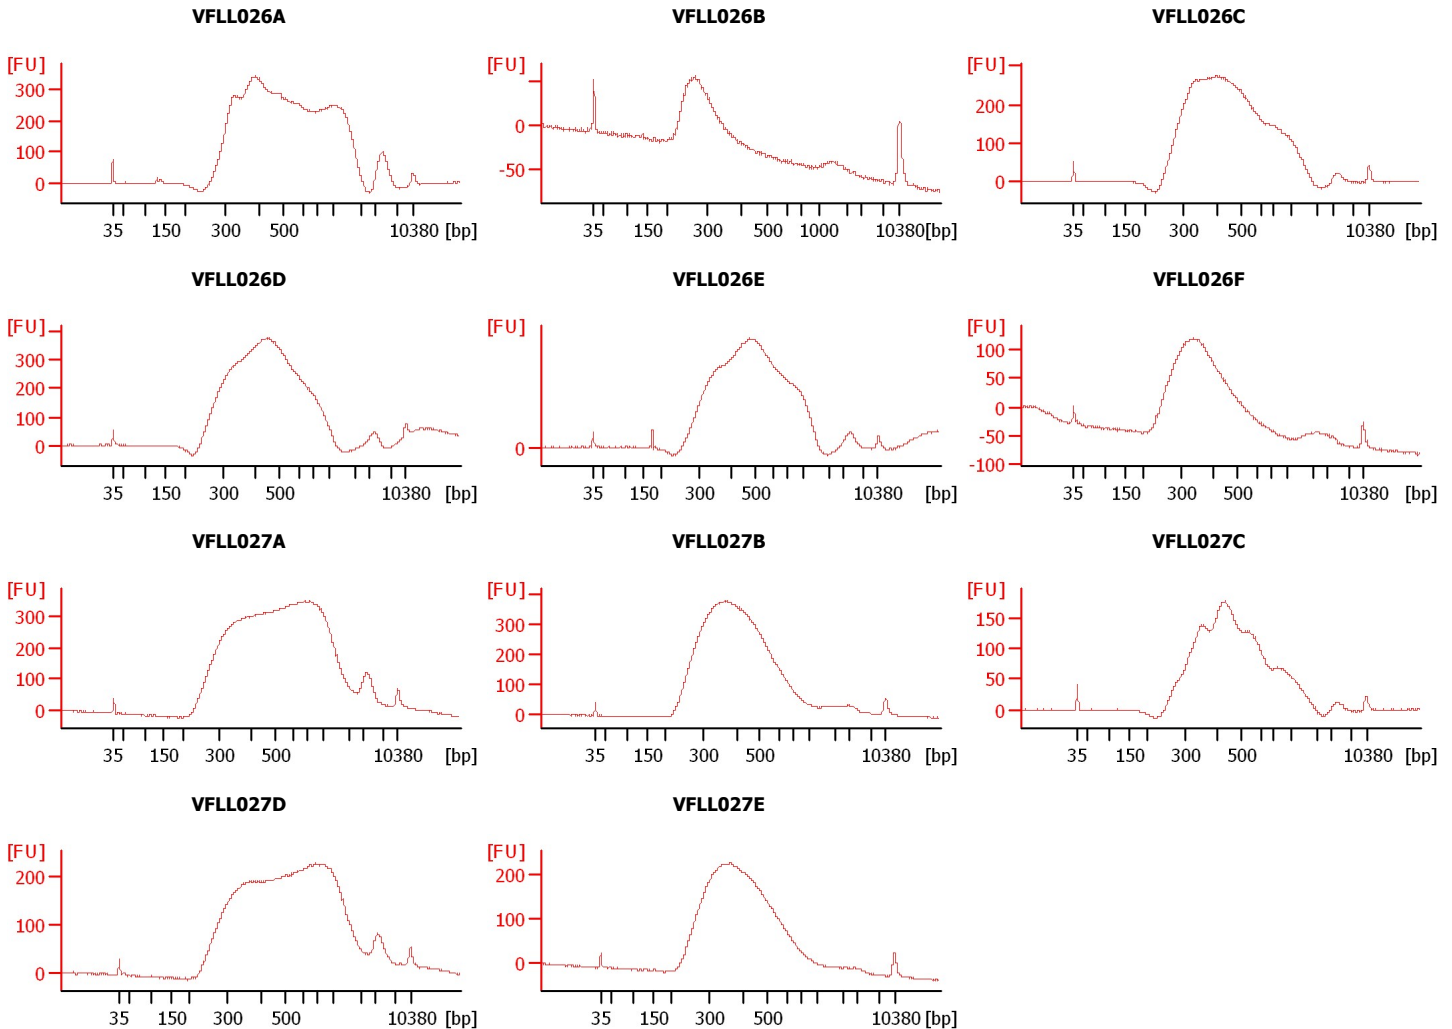 VFLL026A VFLL026B VFLL026C
[FU] [FU] [FU]
300
200
100
0
35 150 300 500 10380 [bp]
0
-50
35 150 300 500 1000 10380[bp]
200
100
0
35 150 300 500 10380 [bp]
VFLL026D VFLL026E VFLL026F
[FU] [FU] [FU]
300
200
100
0
35 150 300 500 10380 [bp]
0
35 150 300 500 10380 [bp]
100
50
0
-50
-100
35 150 300 500 10380 [bp]
VFLL027A VFLL027B VFLL027C
[FU] [FU] [FU]
300
200
100
0
35 150 300 500 10380 [bp]
300
200
100
0
35 150 300 500 10380 [bp]
150
100
50
0
35 150 300 500 10380 [bp]
VFLL027D VFLL027E
[FU] [FU]
200
100
0
35 150 300 500 10380 [bp]
200
100
0
35 150 300 500 10380 [bp]